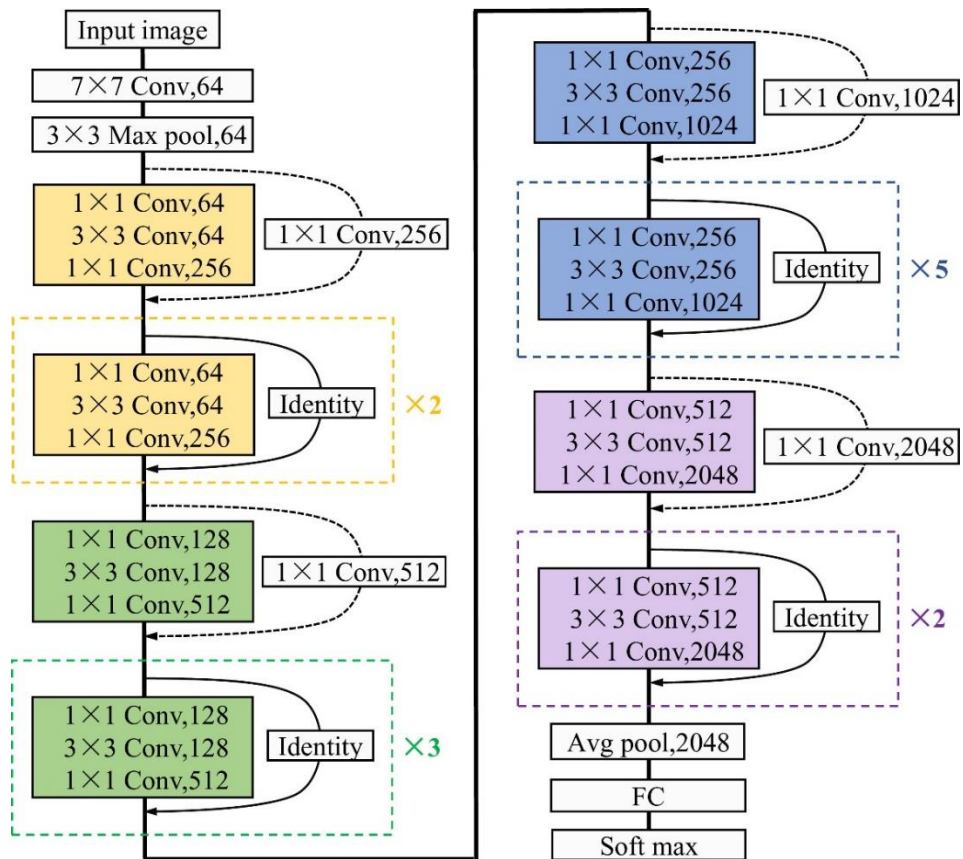 Input image
7×7 Conv,64
3×3 Max pool,64
1×1 Conv,64
3×3 Conv,64
1×1 Conv,256
1×1 Conv,256
1×1 Conv,64
3×3 Conv,64
1×1 Conv,256
Identity
×2
1×1 Conv,128
3×3 Conv,128
1×1 Conv,512
1×1 Conv,512
1×1 Conv,128
3×3 Conv,128
1×1 Conv,512
Identity
×3
1×1 Conv,256
3×3 Conv,256
1×1 Conv,1024
1×1 Conv,1024
1×1 Conv,256
3×3 Conv,256
1×1 Conv,1024
Identity
×5
1×1 Conv,512
3×3 Conv,512
1×1 Conv,2048
1×1 Conv,2048
1×1 Conv,512
3×3 Conv,512
1×1 Conv,2048
Identity
×2
Avg pool,2048
FC
Soft max